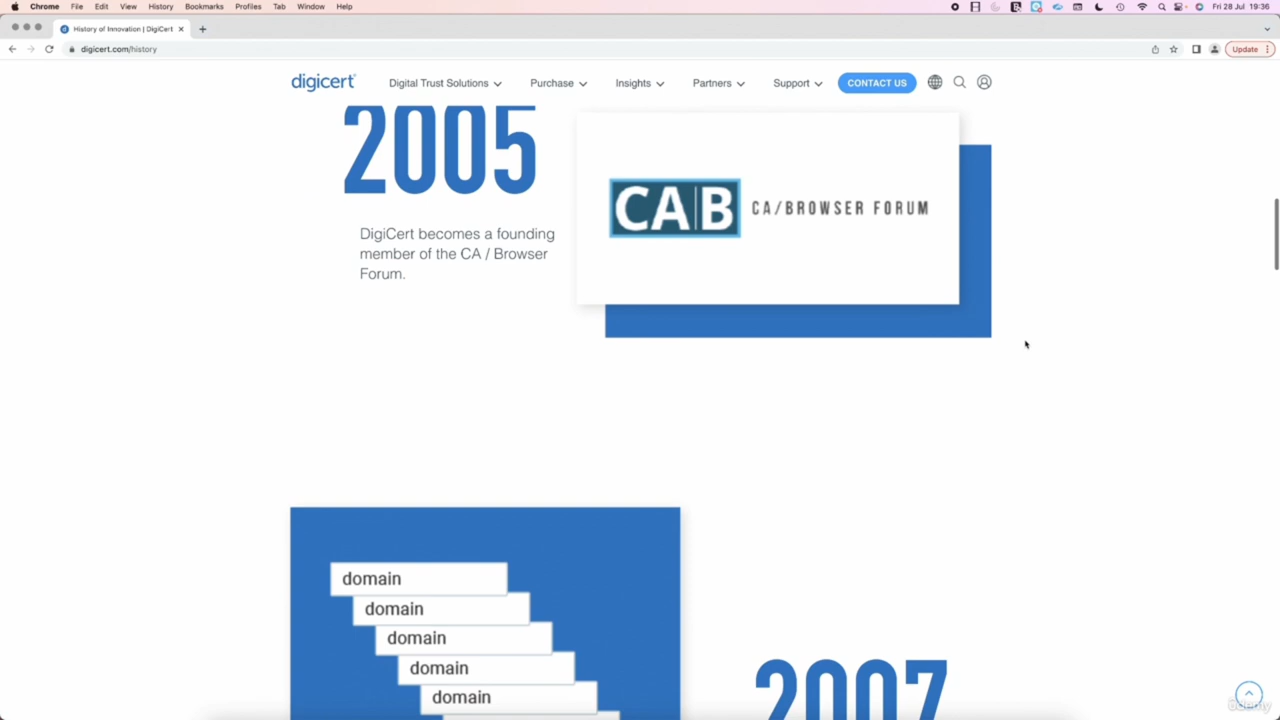 Chrome File Edit View History Bookmarks Profiles Tab Window Help Fri 28 Jul 19:36
History of Innovation | DigiCert
digicert.com/history Update
digicert Digital Trust Solutions Purchase Insights Partners Support CONTACT US
2005
CA|B CA/BROWSER FORUM
DigiCert becomes a founding
member of the CA / Browser
Forum.
domain
domain
domain
domain
domain
2007
ûdemy